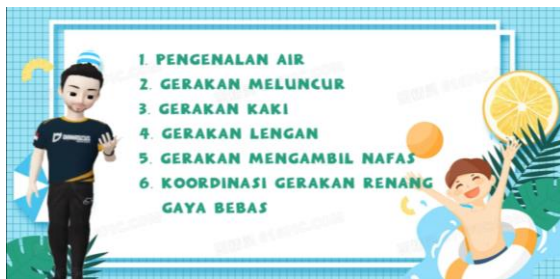 1. PENGENALAN AIR
2. GERAKAN MELUNCUR
3. GERAKAN KAKI
4. GERAKAN LENGAN
5. GERAKAN MENGAMBIL NAFAS
6. KOORDINASI GERAKAN RENANG
GAYA BEBAS